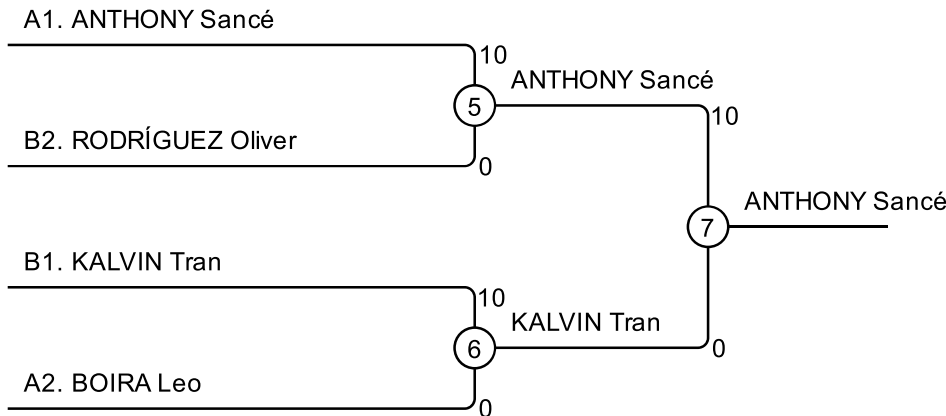 A1. ANTHONY Sancé
10
ANTHONY Sancé
5
10
B2. RODRÍGUEZ Oliver
0
ANTHONY Sancé
7
B1. KALVIN Tran
10
KALVIN Tran
6
0
A2. BOIRA Leo
0